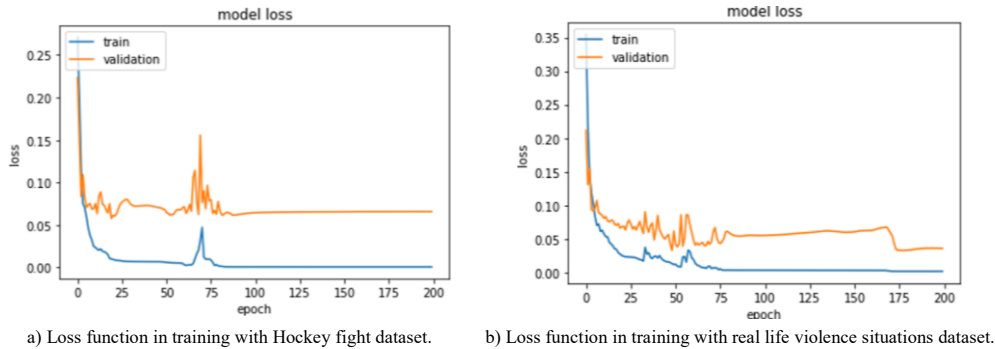 model loss
train
validation
0.25
0.20
0.15
0.10
0.05
0.00
loss
0 25 50 75 100 125 150 175 200
epoch
a) Loss function in training with Hockey fight dataset.
model loss
train
validation
0.35
0.30
0.25
0.20
0.15
0.10
0.05
0.00
loss
0 25 50 75 100 125 150 175 200
epoch
b) Loss function in training with real life violence situations dataset.